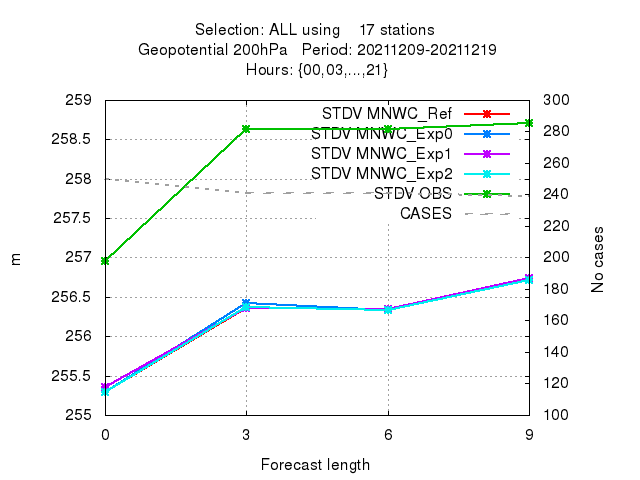 Selection: ALL using 17 stations
Geopotential 200hPa Period: 20211209-20211219
Hours: {00,03,...,21}
259
258.5
258
257.5
257
256.5
256
255.5
255
300
280
260
240
220
200
180
160
140
120
100
STDV MNWC_Ref
STDV MNWC_Exp0
STDV MNWC_Exp1
STDV MNWC_Exp2
STDV OBS
CASES
m
No cases
0 3 6 9
Forecast length